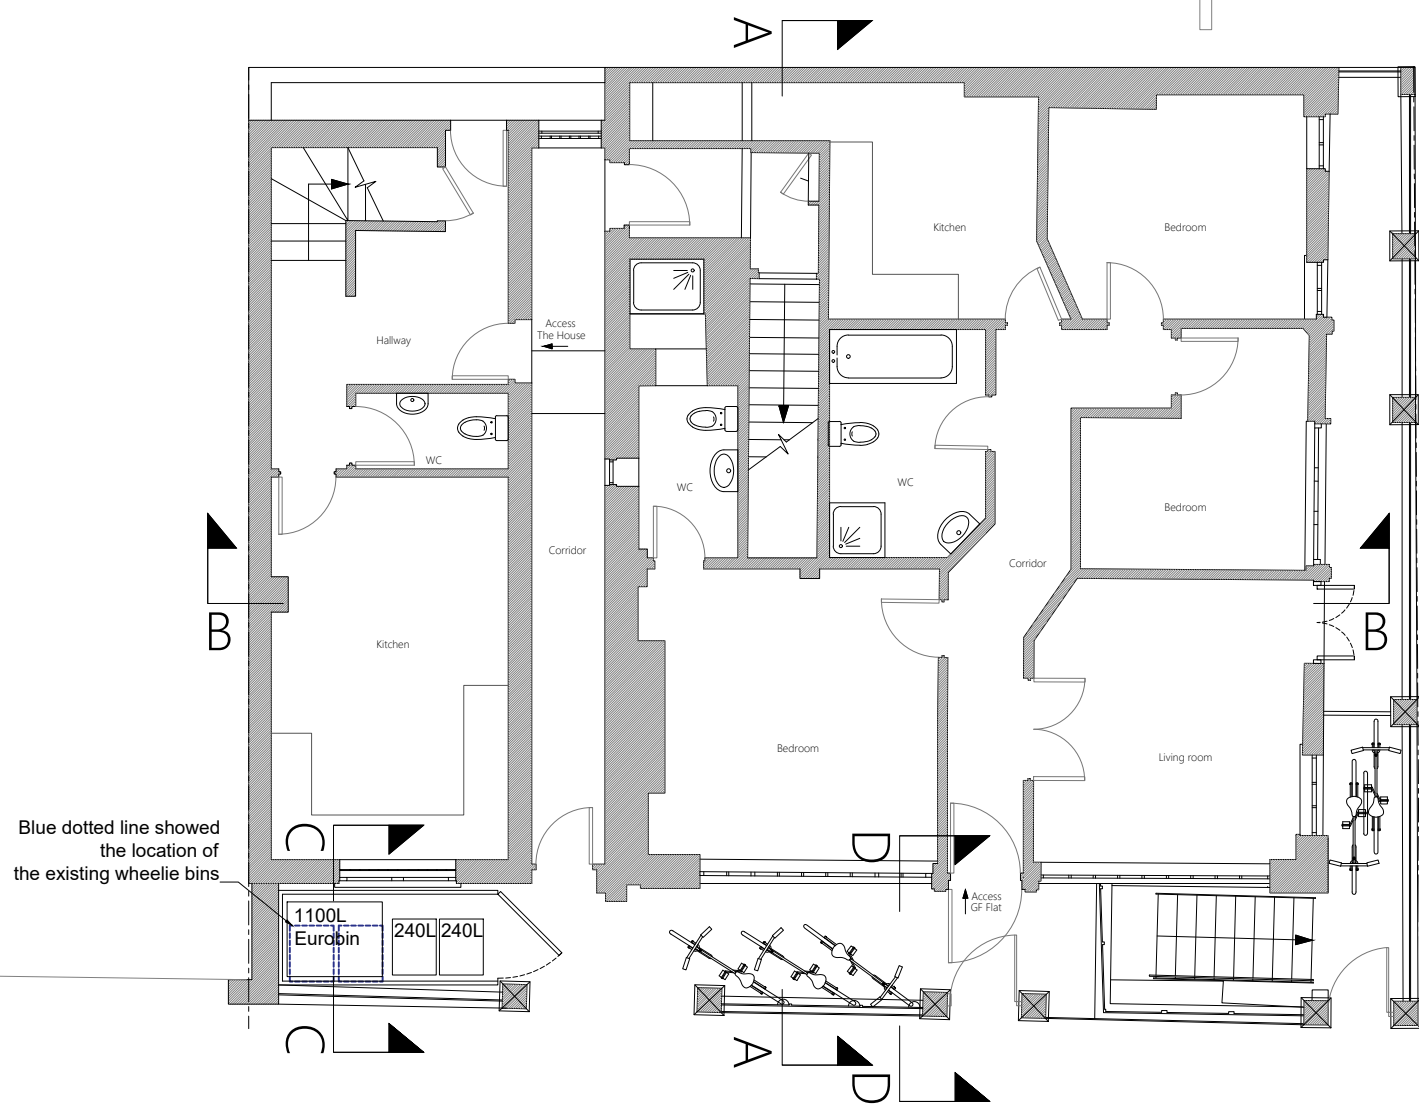 A
Kitchen
Bedroom
Access
The House
Hallway
WC
WC
WC
Bedroom
Corridor
Corridor
B
B
Kitchen
Bedroom
Living room
Blue dotted line showed
the location of
the existing wheelie bins
C
D
Access
GF Flat
1100L
Eurobin
240L
240L
C
A
D